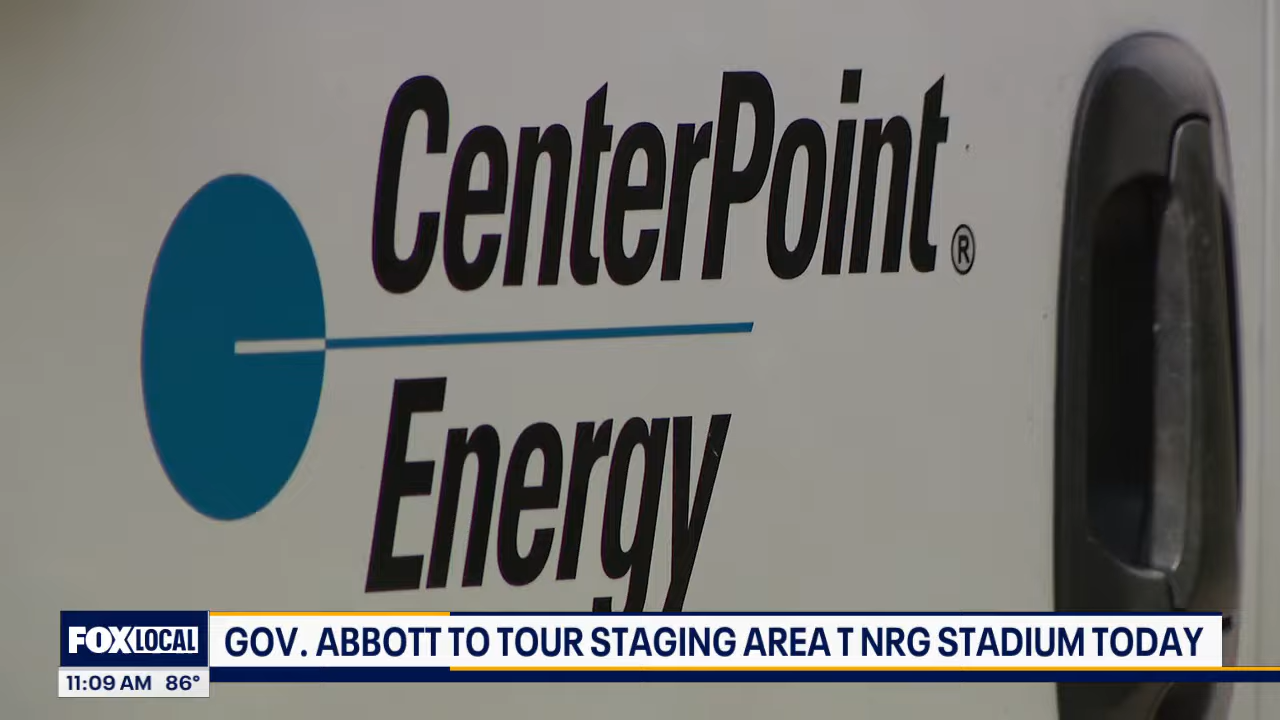 CenterPoint®
Energy
FOX LOCAL
GOV. ABBOTT TO TOUR STAGING AREA T NRG STADIUM TODAY
11:09 AM 86°